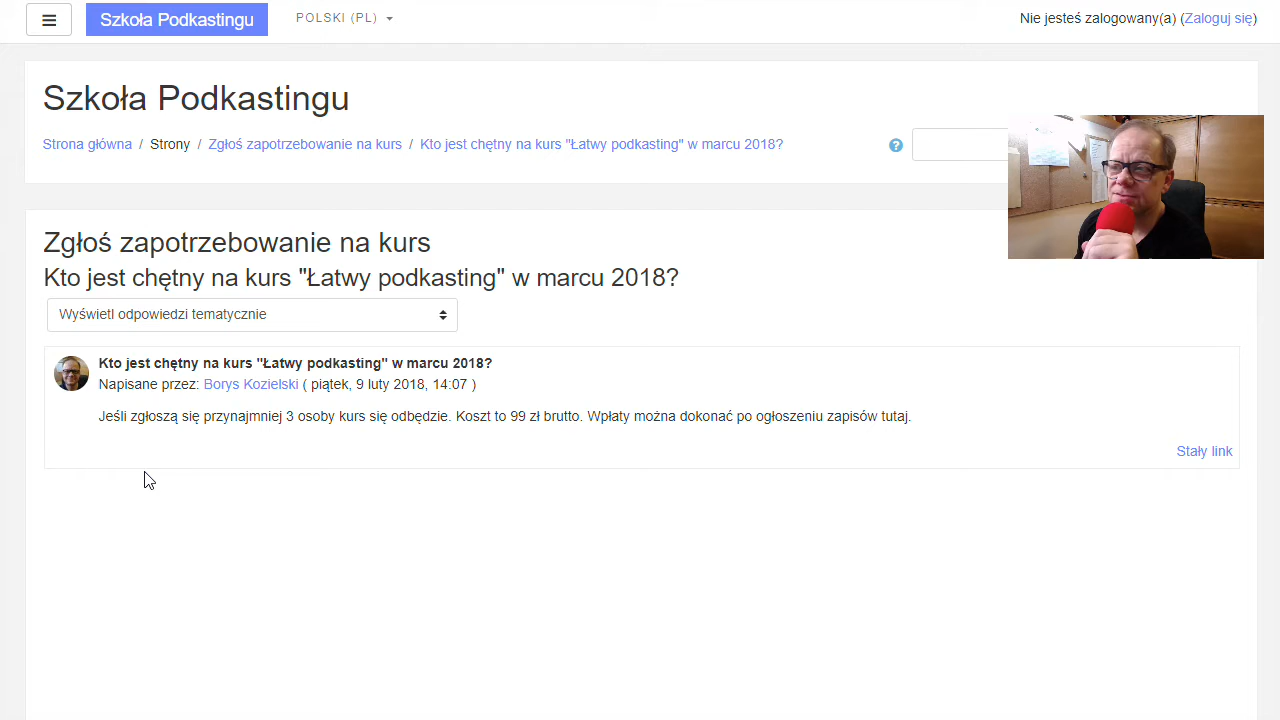 Szkoła Podkastingu
POLSKI (PL)
Nie jesteś zalogowany(a) (Zaloguj się)
Szkoła Podkastingu
Strona główna / Strony / Zgłoś zapotrzebowanie na kurs / Kto jest chętny na kurs "Łatwy podkasting" w marcu 2018?
Zgłoś zapotrzebowanie na kurs
Kto jest chętny na kurs "Łatwy podkasting" w marcu 2018?
Wyświetl odpowiedzi tematycznie
Kto jest chętny na kurs "Łatwy podkasting" w marcu 2018?
Napisane przez: Borys Kozielski ( piątek, 9 luty 2018, 14:07 )
Jeśli zgłoszą się przynajmniej 3 osoby kurs się odbędzie. Koszt to 99 zł brutto. Wpłaty można dokonać po ogłoszeniu zapisów tutaj.
Stały link